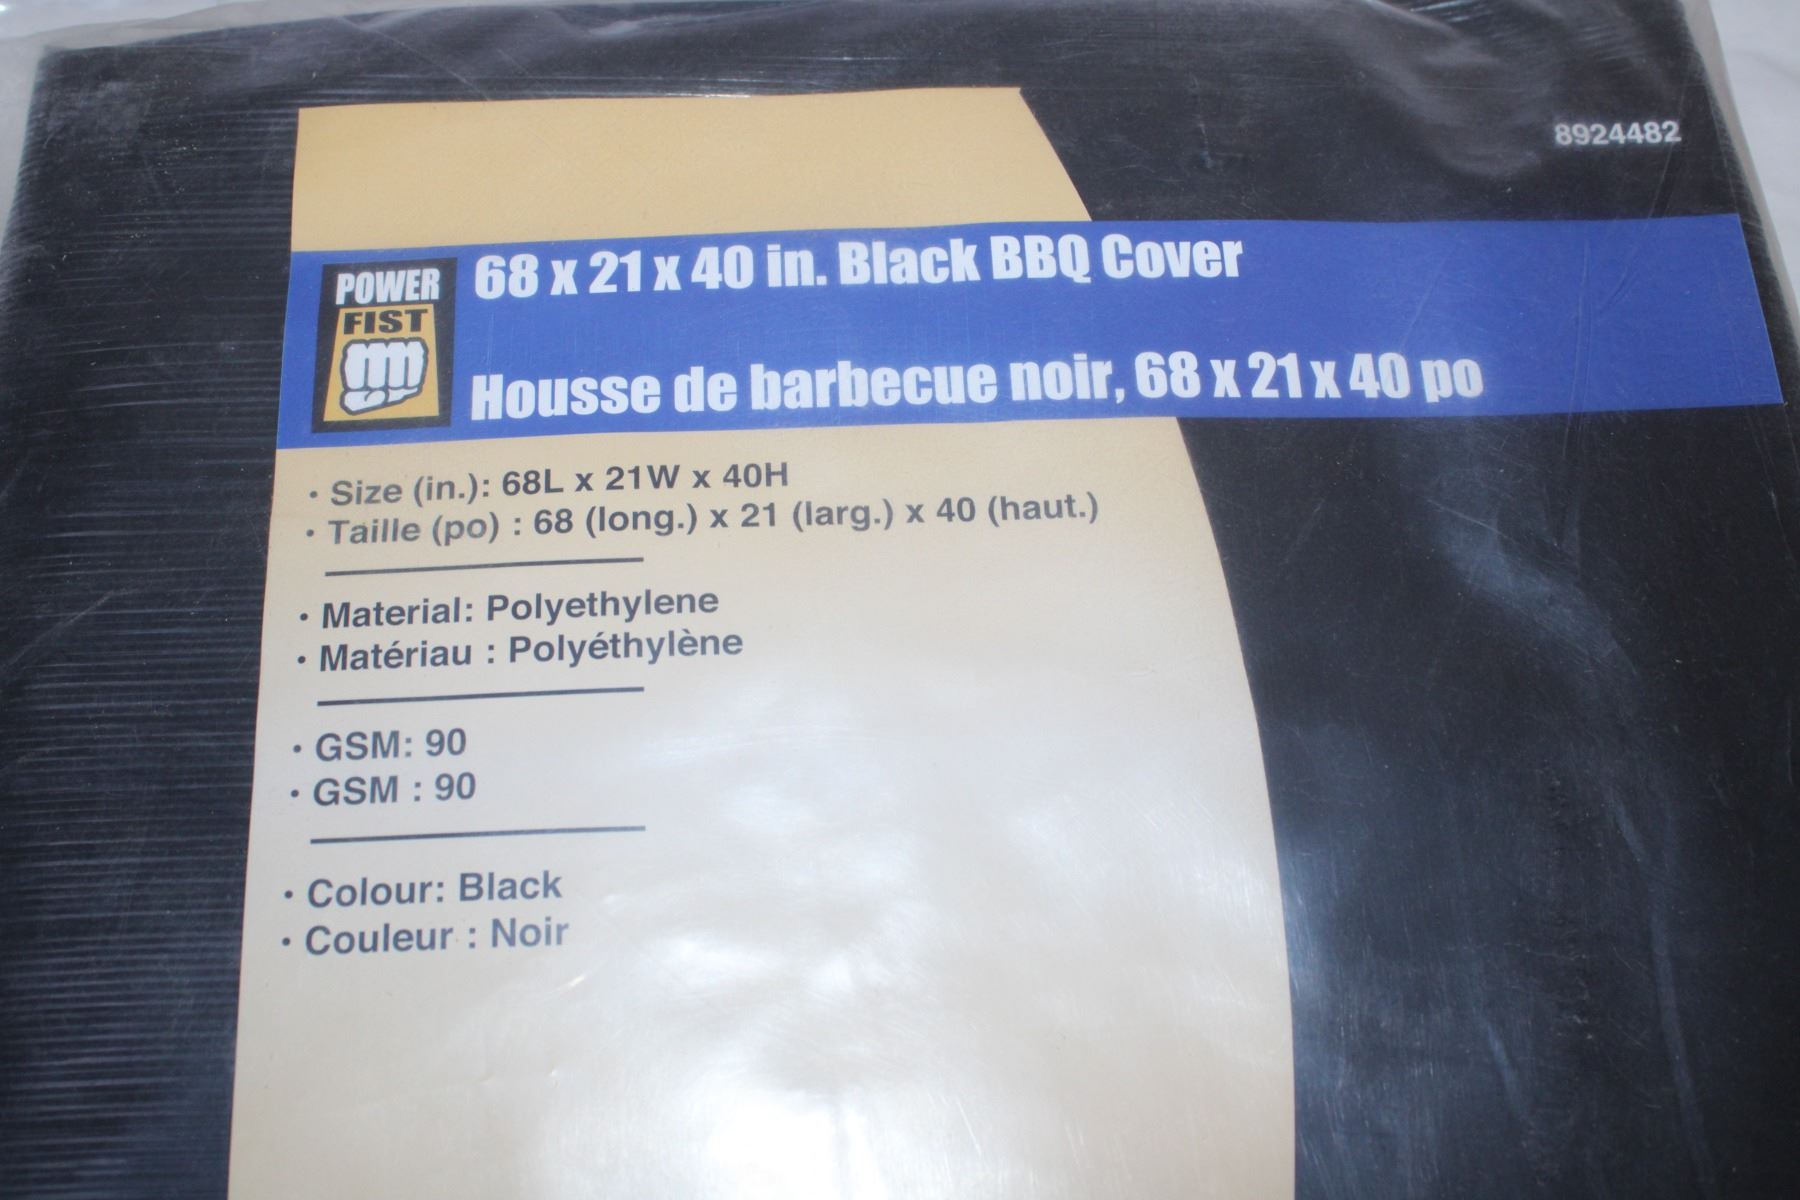 8924482
POWER
FIST
68 x 21 x 40 in. Black BBQ Cover
Housse de barbecue noir, 68 x 21 x 40 po
• Size (in.): 68L x 21W x 40H
• Taille (po) : 68 (long.) x 21 (larg.) x 40 (haut.)
• Material: Polyethylene
• Matériau : Polyéthylène
• GSM: 90
• GSM : 90
• Colour: Black
• Couleur : Noir